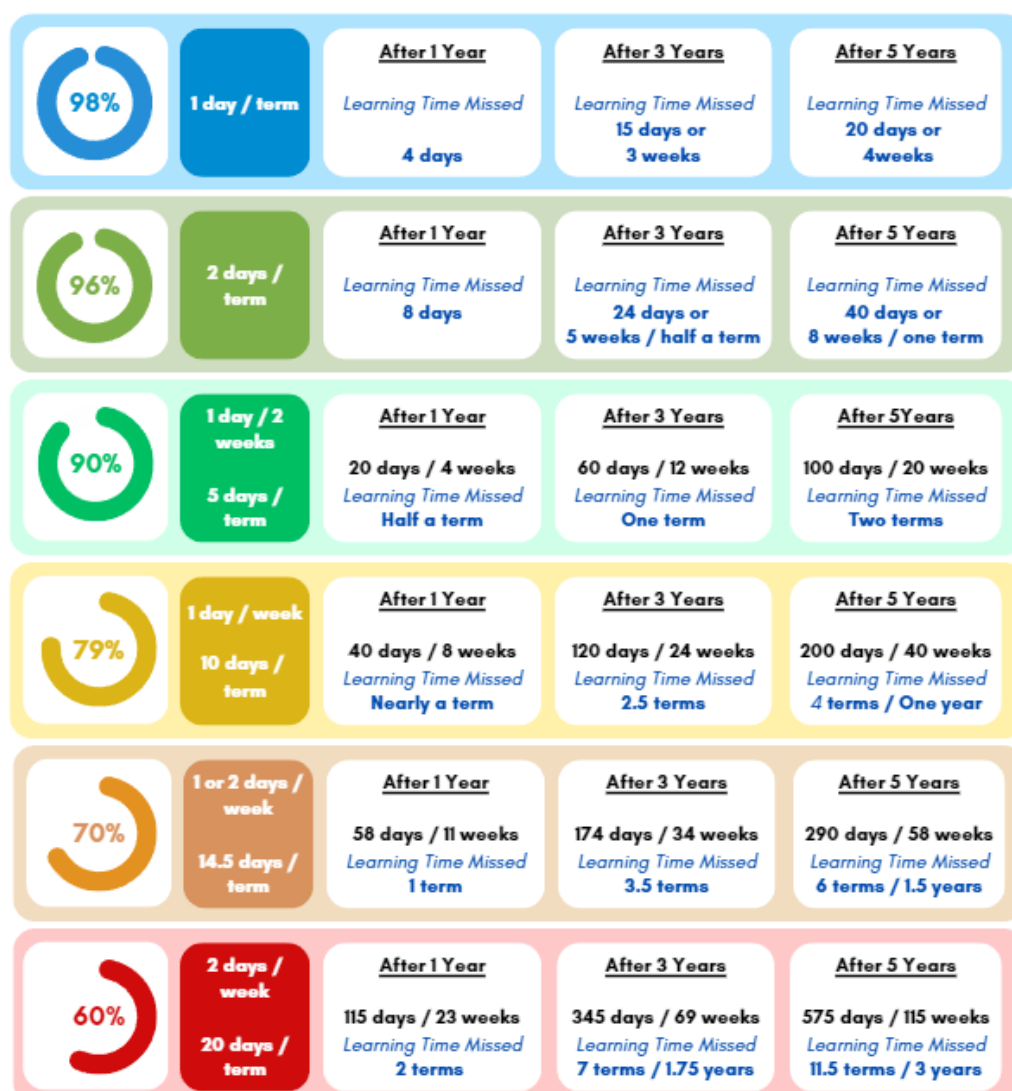 98%
1 day / term
After 1 Year
Learning Time Missed
4 days
After 3 Years
Learning Time Missed
15 days or
3 weeks
After 5 Years
Learning Time Missed
20 days or
4weeks
96%
2 days /
term
After 1 Year
Learning Time Missed
8 days
After 3 Years
Learning Time Missed
24 days or
5 weeks / half a term
After 5 Years
Learning Time Missed
40 days or
8 weeks / one term
90%
1 day / 2
weeks
5 days /
term
After 1 Year
20 days / 4 weeks
Learning Time Missed
Half a term
After 3 Years
60 days / 12 weeks
Learning Time Missed
One term
After 5Years
100 days / 20 weeks
Learning Time Missed
Two terms
79%
1 day / week
10 days /
term
After 1 Year
40 days / 8 weeks
Learning Time Missed
Nearly a term
After 3 Years
120 days / 24 weeks
Learning Time Missed
2.5 terms
After 5 Years
200 days / 40 weeks
Learning Time Missed
4 terms / One year
70%
1 or 2 days /
week
14.5 days /
term
After 1 Year
58 days / 11 weeks
Learning Time Missed
1 term
After 3 Years
174 days / 34 weeks
Learning Time Missed
3.5 terms
After 5 Years
290 days / 58 weeks
Learning Time Missed
6 terms / 1.5 years
60%
2 days /
week
20 days /
term
After 1 Year
115 days / 23 weeks
Learning Time Missed
2 terms
After 3 Years
345 days / 69 weeks
Learning Time Missed
7 terms / 1.75 years
After 5 Years
575 days / 115 weeks
Learning Time Missed
11.5 terms / 3 years